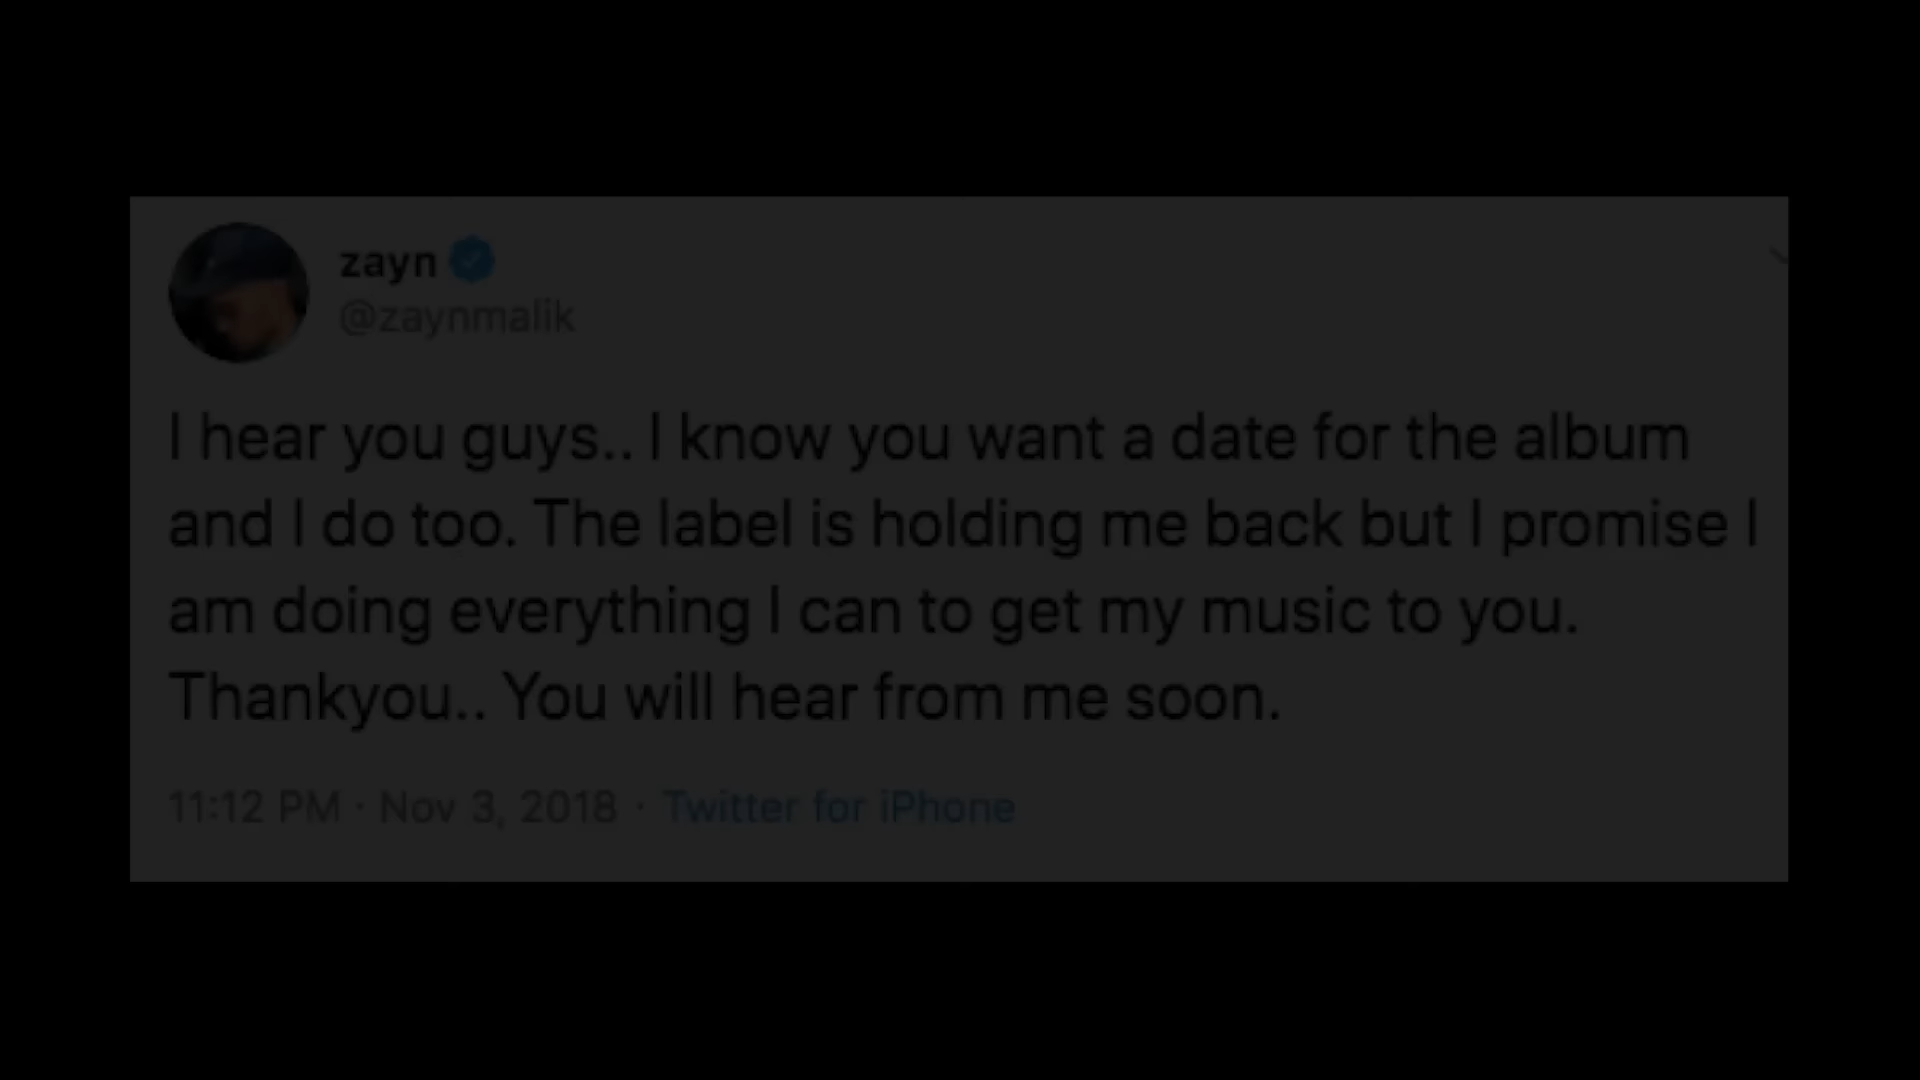 zayn
@zaynmalik
I hear you guys.. I know you want a date for the album
and I do too. The label is holding me back but I promise I
am doing everything I can to get my music to you.
Thankyou.. You will hear from me soon.
11:12 PM · Nov 3, 2018 · Twitter for iPhone